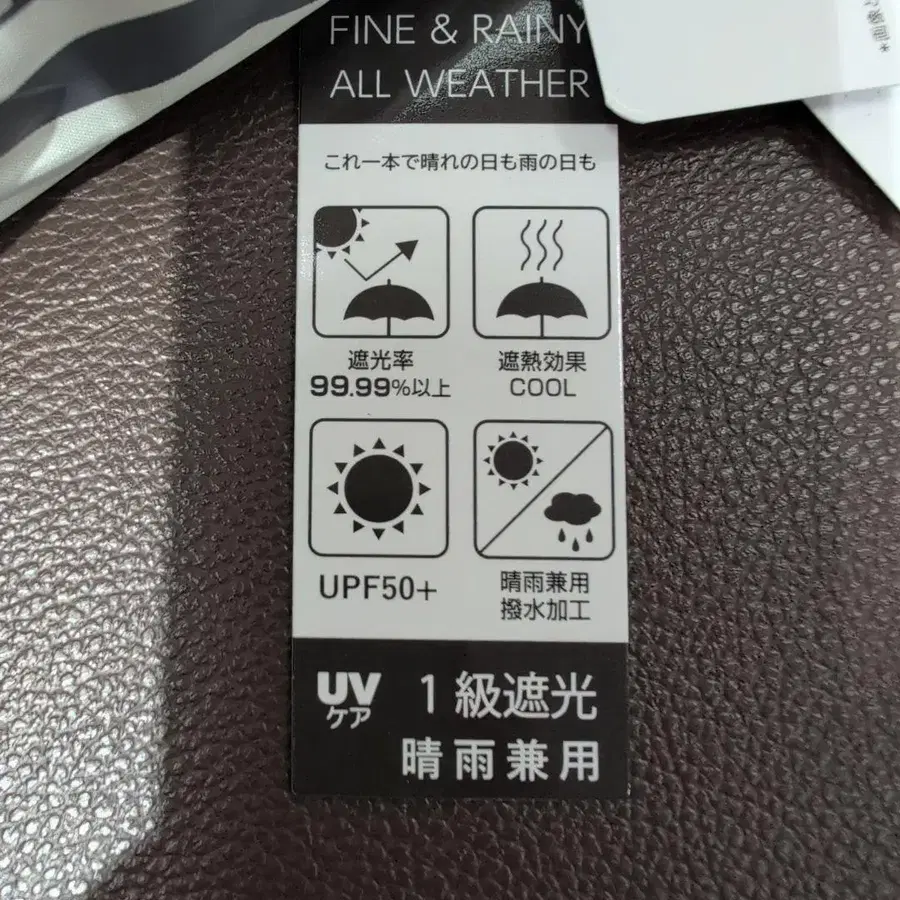 FINE & RAINY
ALL WEATHER
これ一本で晴れの日も雨の日も
遮光率
99.99%以上
遮熱効果
COOL
UPF50+
晴雨兼用
撥水加工
UV
ケア
1級遮光
晴雨兼用